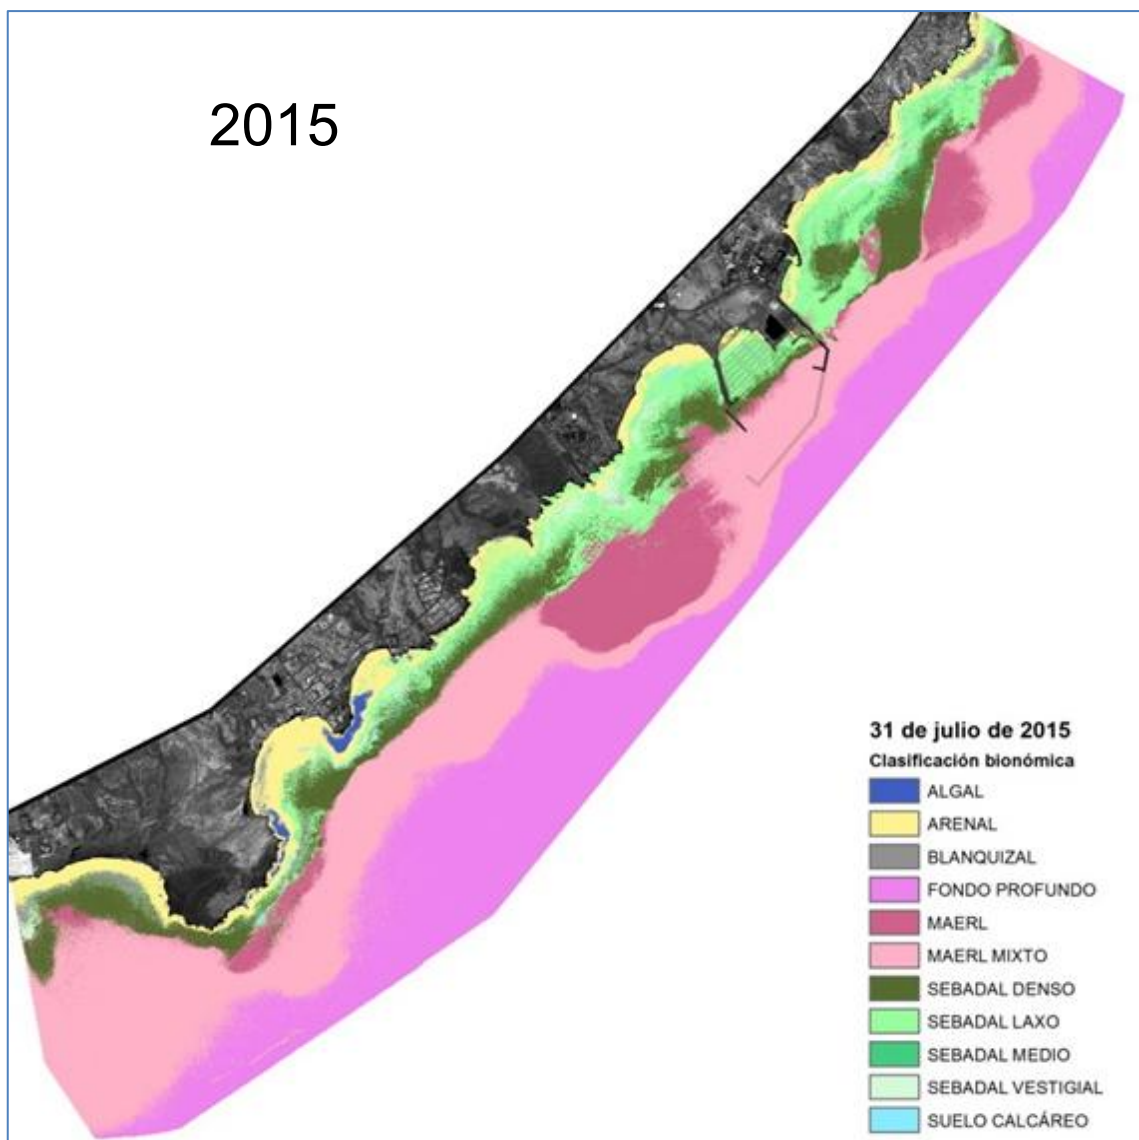 2015
31 de julio de 2015
Clasificación bionómica
ALGAL
ARENAL
BLANQUIZAL
FONDO PROFUNDO
MAERL
MAERL MIXTO
SEBADAL DENSO
SEBADAL LAXO
SEBADAL MEDIO
SEBADAL VESTIGIAL
SUELO CALCÁREO